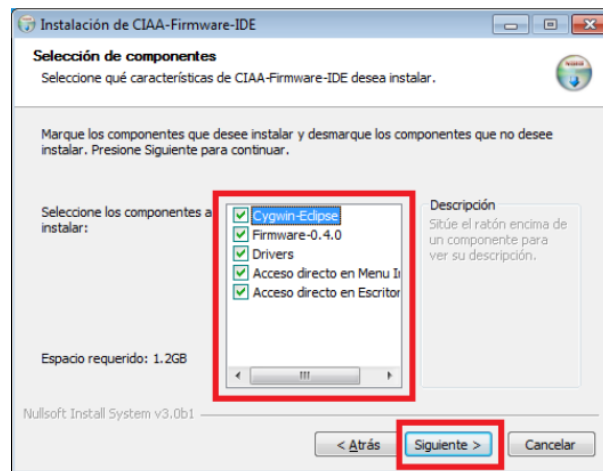 Instalación de CIAA-Firmware-IDE
Selección de componentes
Seleccione qué características de CIAA-Firmware-IDE desea instalar.
Marque los componentes que desee instalar y desmarque los componentes que no desee
instalar. Presione Siguiente para continuar.
Seleccione los componentes a
instalar:
Cygwin-Eclipse
Firmware-0.4.0
Drivers
Acceso directo en Menu In
Acceso directo en Escritor
Descripción
Sitúe el ratón encima de
un componente para
ver su descripción.
Espacio requerido: 1.2GB
Nullsoft Install System v3.0b1
< Atrás
Siguiente >
Cancelar